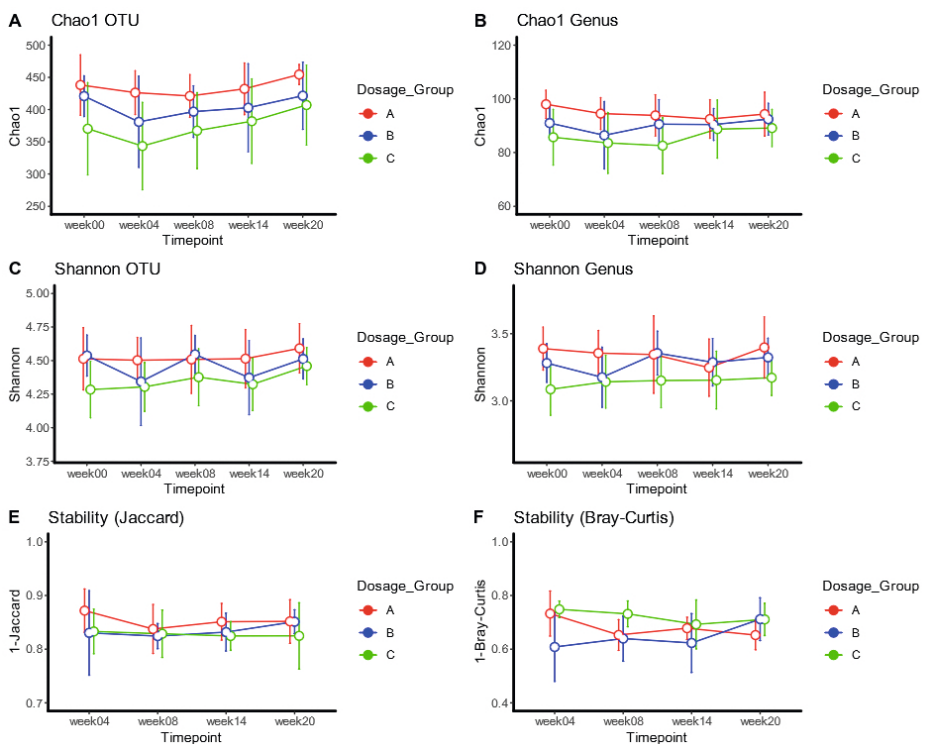 A Chao1 OTU
500
450
400
350
300
250
Chao1
week00 week04 week08 week14 week20
Timepoint
Dosage_Group
A
B
C
B Chao1 Genus
120
100
80
60
Chao1
week00 week04 week08 week14 week20
Timepoint
Dosage_Group
A
B
C
C Shannon OTU
5.00
4.75
4.50
4.25
4.00
3.75
Shannon
week00 week04 week08 week14 week20
Timepoint
Dosage_Group
A
B
C
D Shannon Genus
3.5
3.0
Shannon
week00 week04 week08 week14 week20
Timepoint
Dosage_Group
A
B
C
E Stability (Jaccard)
1.0
0.9
0.8
0.7
1-Jaccard
week04 week08 week14 week20
Timepoint
Dosage_Group
A
B
C
F Stability (Bray-Curtis)
1.0
0.8
0.6
0.4
1-Bray-Curtis
week04 week08 week14 week20
Timepoint
Dosage_Group
A
B
C